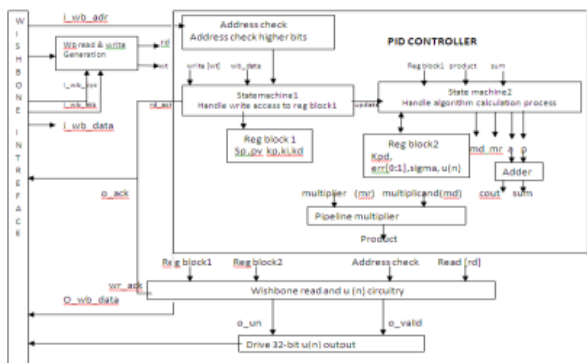 WISHBONE INTREFACE
i_wb_adr
Address check
Address check higher bits
PID CONTROLLER
Wb read & write
Generation
rd
wt
write [wt]
wb_data
Reg block1
product
sum
i_wb_data
Statemachine1
Handle write access to reg block1
update
State machine2
Handle algorithm calculation process
Reg block 1
Sp,pv kp,ki,kd
Reg block2
Kpd,
err[0:1],sigma, u(n)
md
mr
a
p
Adder
cout
sum
o_ack
multiplier
(mr)
multiplicand(md)
Pipeline multiplier
Product
Reg block1
Reg block2
Address check
Read [rd]
wr_ack
Wishbone read and u (n) circuitry
O_wb_data
o_un
o_valid
Drive 32-bit u(n) output